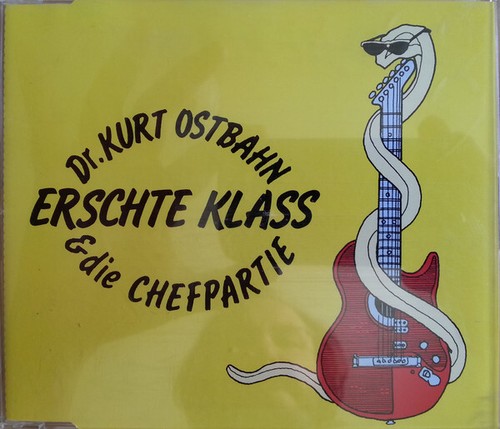 Dr. KURT OSTBAHN
ERSCHTE KLASS
& die CHEFPARTIE